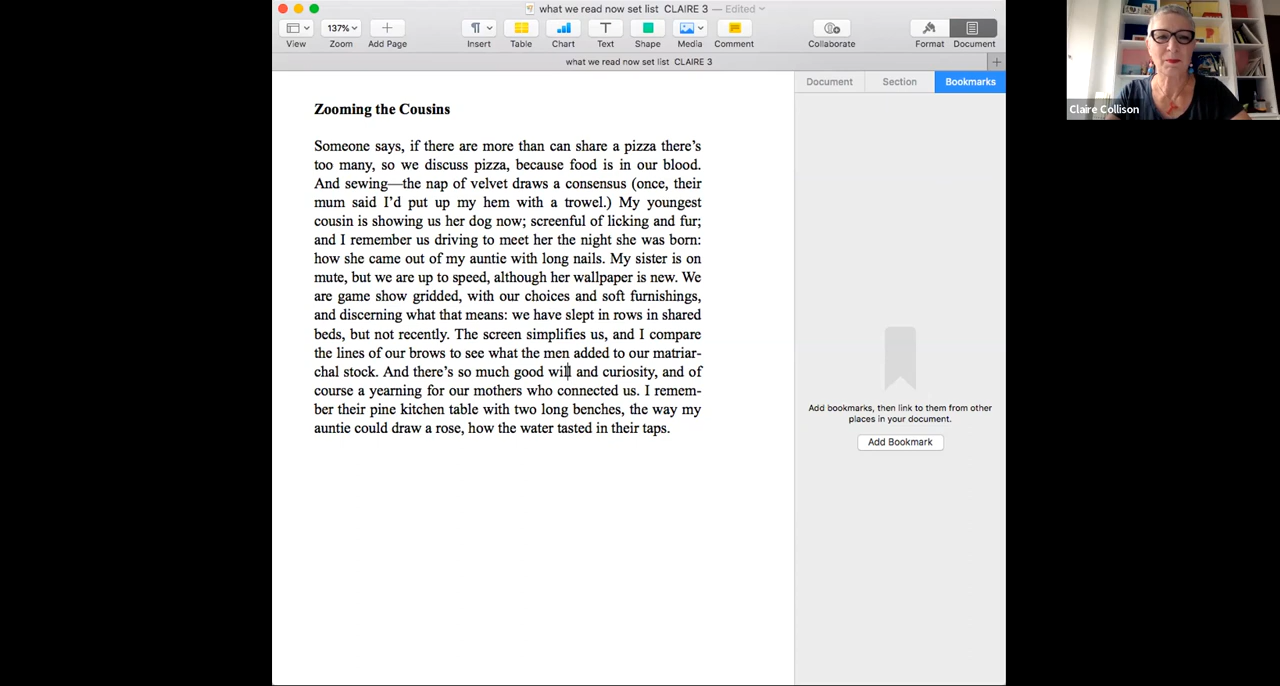 what we read now set list CLAIRE 3 — Edited
137%
View
Zoom
Add Page
Insert
Table
Chart
Text
Shape
Media
Comment
Collaborate
Format
Document
what we read now set list CLAIRE 3
Document
Section
Bookmarks
Claire Collison
Zooming the Cousins
Someone says, if there are more than can share a pizza there's
too many, so we discuss pizza, because food is in our blood.
And sewing—the nap of velvet draws a consensus (once, their
mum said I'd put up my hem with a trowel.) My youngest
cousin is showing us her dog now; screenful of licking and fur;
and I remember us driving to meet her the night she was born:
how she came out of my auntie with long nails. My sister is on
mute, but we are up to speed, although her wallpaper is new. We
are game show gridded, with our choices and soft furnishings,
and discerning what that means: we have slept in rows in shared
beds, but not recently. The screen simplifies us, and I compare
the lines of our brows to see what the men added to our matriar-
chal stock. And there's so much good will and curiosity, and of
course a yearning for our mothers who connected us. I remem-
ber their pine kitchen table with two long benches, the way my
auntie could draw a rose, how the water tasted in their taps.
Add bookmarks, then link to them from other
places in your document.
Add Bookmark